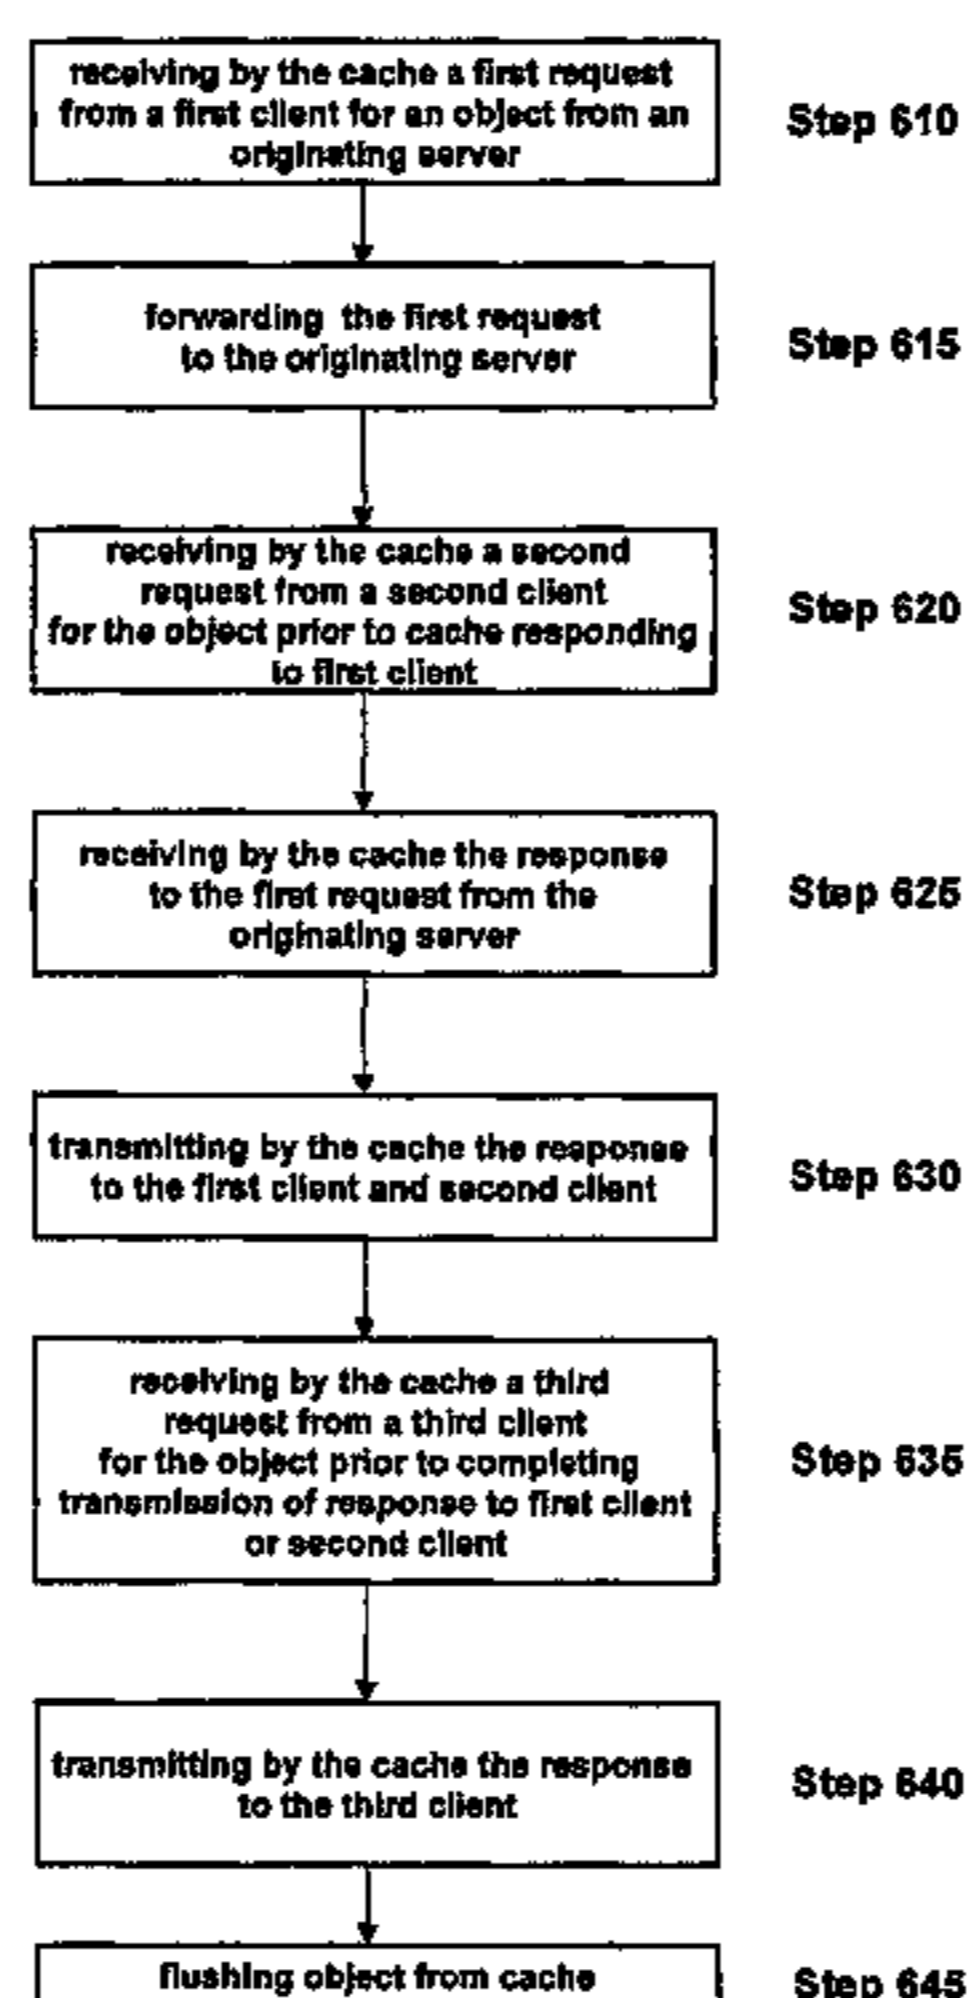 receiving by the cache a first request
from a first client for an object from an
originating server
Step 610
forwarding the first request
to the originating server
Step 615
receiving by the cache a second
request from a second client
for the object prior to cache responding
to first client
Step 620
receiving by the cache the response
to the first request from the
originating server
Step 625
transmitting by the cache the response
to the first client and second client
Step 630
receiving by the cache a third
request from a third client
for the object prior to completing
transmission of response to first client
or second client
Step 635
transmitting by the cache the response
to the third client
Step 640
flushing object from cache
Step 645